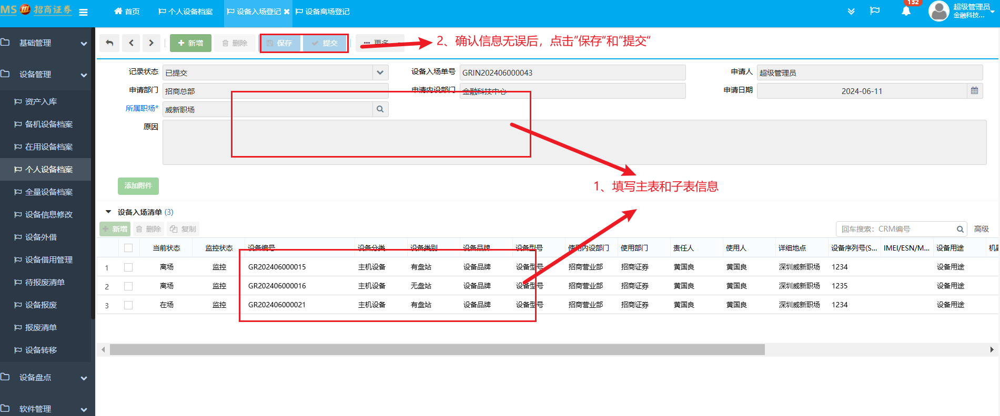 MS 招商证券
首页
个人设备档案
设备入场登记
设备离场登记
132
超级管理员
金融科技...
基础管理
设备管理
资产入库
备机设备档案
在用设备档案
个人设备档案
全量设备档案
设备信息修改
设备外借
设备借用管理
待报废清单
设备报废
报废清单
设备转移
设备盘点
软件管理
新增
删除
保存
提交
更多
2、确认信息无误后，点击”保存“和”提交“
记录状态 已提交
设备入场单号 GRIN202406000043
申请人 超级管理员
申请部门 招商总部
申请内设部门 金融科技中心
申请日期 2024-06-11
所属职场* 威新职场
原因
1、填写主表和子表信息
添加附件
设备入场清单 (3)
新增 删除 复制
回车搜索：CRM编号
高级
当前状态 监控状态 设备编号 设备分类 设备类别 设备品牌 设备型号 使用内设部门 使用部门 责任人 使用人 详细地点 设备序列号(S... IMEI/ESN/M... 设备用途
1 离场 监控 GR202406000015 主机设备 有盘站 设备品牌 设备型号 招商营业部 招商证券 黄国良 黄国良 深圳威新职场 1234 设备用途
2 离场 监控 GR202406000016 主机设备 无盘站 设备品牌 设备型号 招商营业部 招商证券 黄国良 黄国良 深圳威新职场 1235 设备用途
3 在场 监控 GR202406000021 主机设备 有盘站 设备品牌 设备型号 招商营业部 招商证券 黄国良 黄国良 深圳威新职场 1234 设备用途